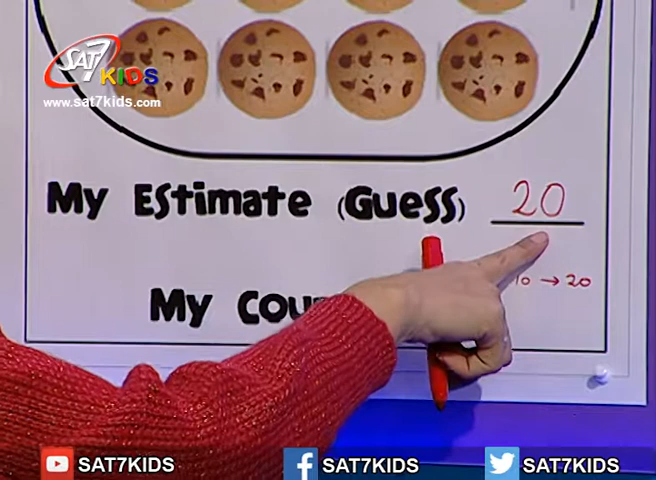 SAT7
KIDS
www.sat7kids.com
My Estimate (Guess) 20
10 → 20
My Cou
SAT7KIDS SAT7KIDS SAT7KIDS